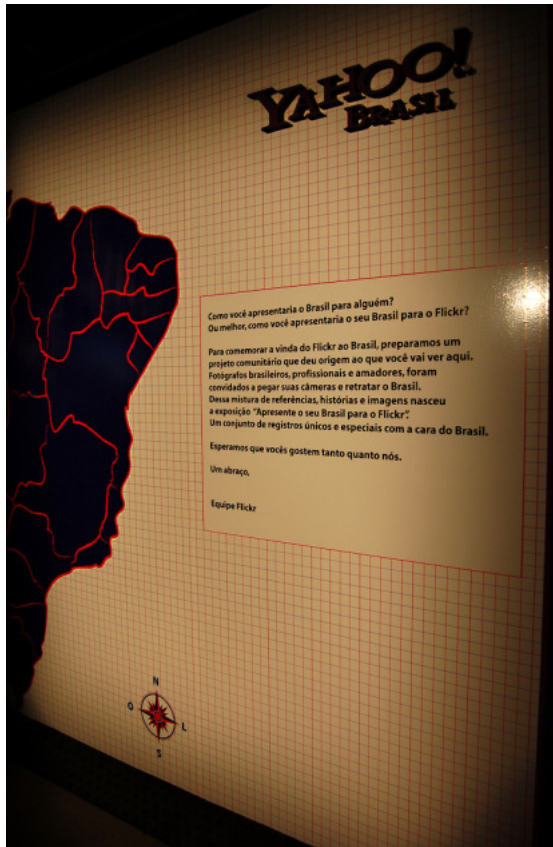 YAHOO!
BRASIL
Como você apresentaria o Brasil para alguém?
Ou melhor, como você apresentaria o seu Brasil para o Flickr?
Para comemorar a vinda do Flickr ao Brasil, preparamos um
projeto comunitário que deu origem ao que você vai ver aqui.
Fotógrafos brasileiros, profissionais e amadores, foram
convidados a pegar suas câmeras e retratar o Brasil.
Dessa mistura de referências, histórias e imagens nasceu
a exposição "Apresente o seu Brasil para o Flickr".
Um conjunto de registros únicos e especiais com a cara do Brasil.
Esperamos que vocês gostem tanto quanto nós.
Um abraço,
Equipe Flickr
N
O L
S